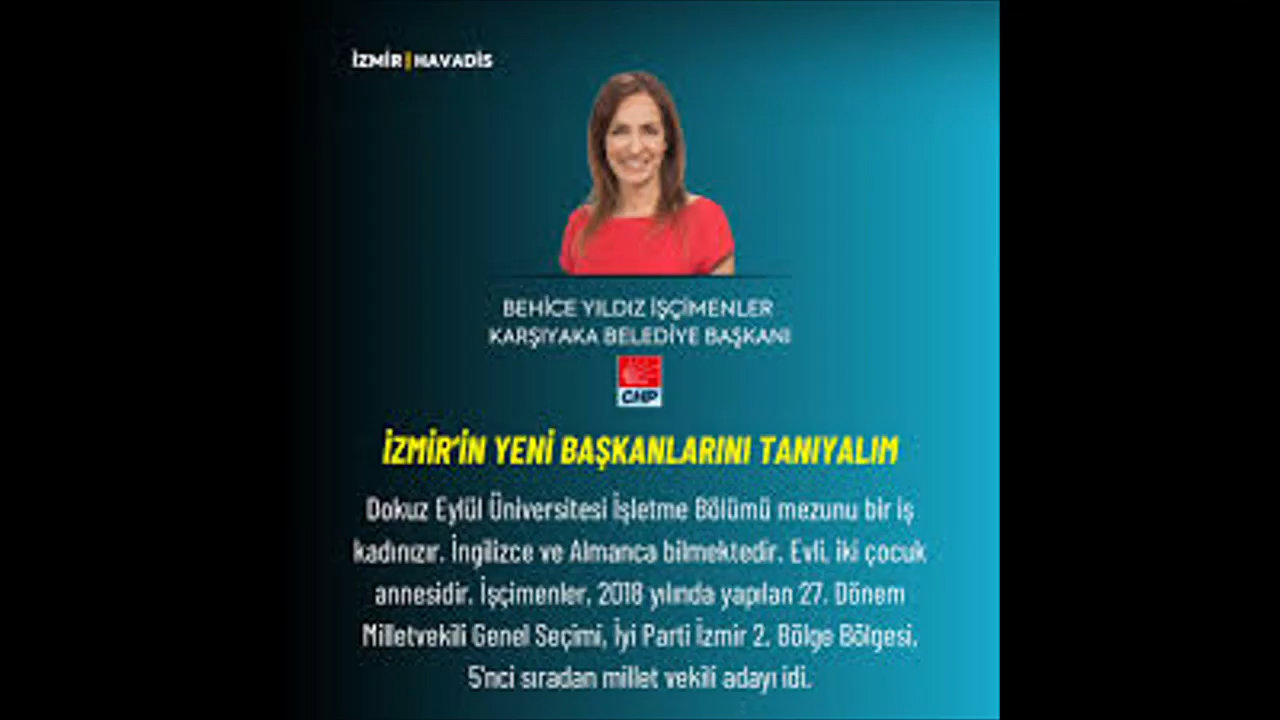 İZMİR|HAVADİS
BEHİCE YILDIZ İŞÇİMENLER
KARŞIYAKA BELEDİYE BAŞKANI
CHP
İZMİR'İN YENİ BAŞKANLARINI TANIYALIM
Dokuz Eylül Üniversitesi İşletme Bölümü mezunu bir iş
kadınızır. İngilizce ve Almanca bilmektedir. Evli, iki çocuk
annesidir. İşçimenler, 2018 yılında yapılan 27. Dönem
Milletvekili Genel Seçimi, İyi Parti İzmir 2. Bölge Bölgesi,
5'nci sıradan millet vekili adayı idi.